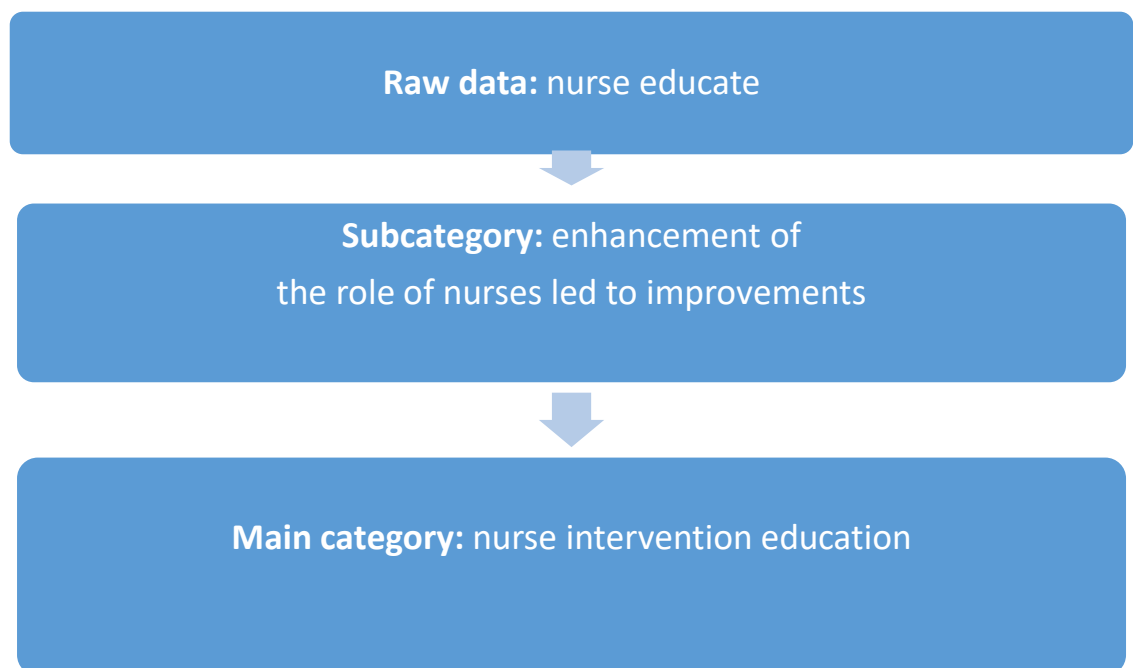 Raw data: nurse educate
Subcategory: enhancement of
the role of nurses led to improvements
Main category: nurse intervention education